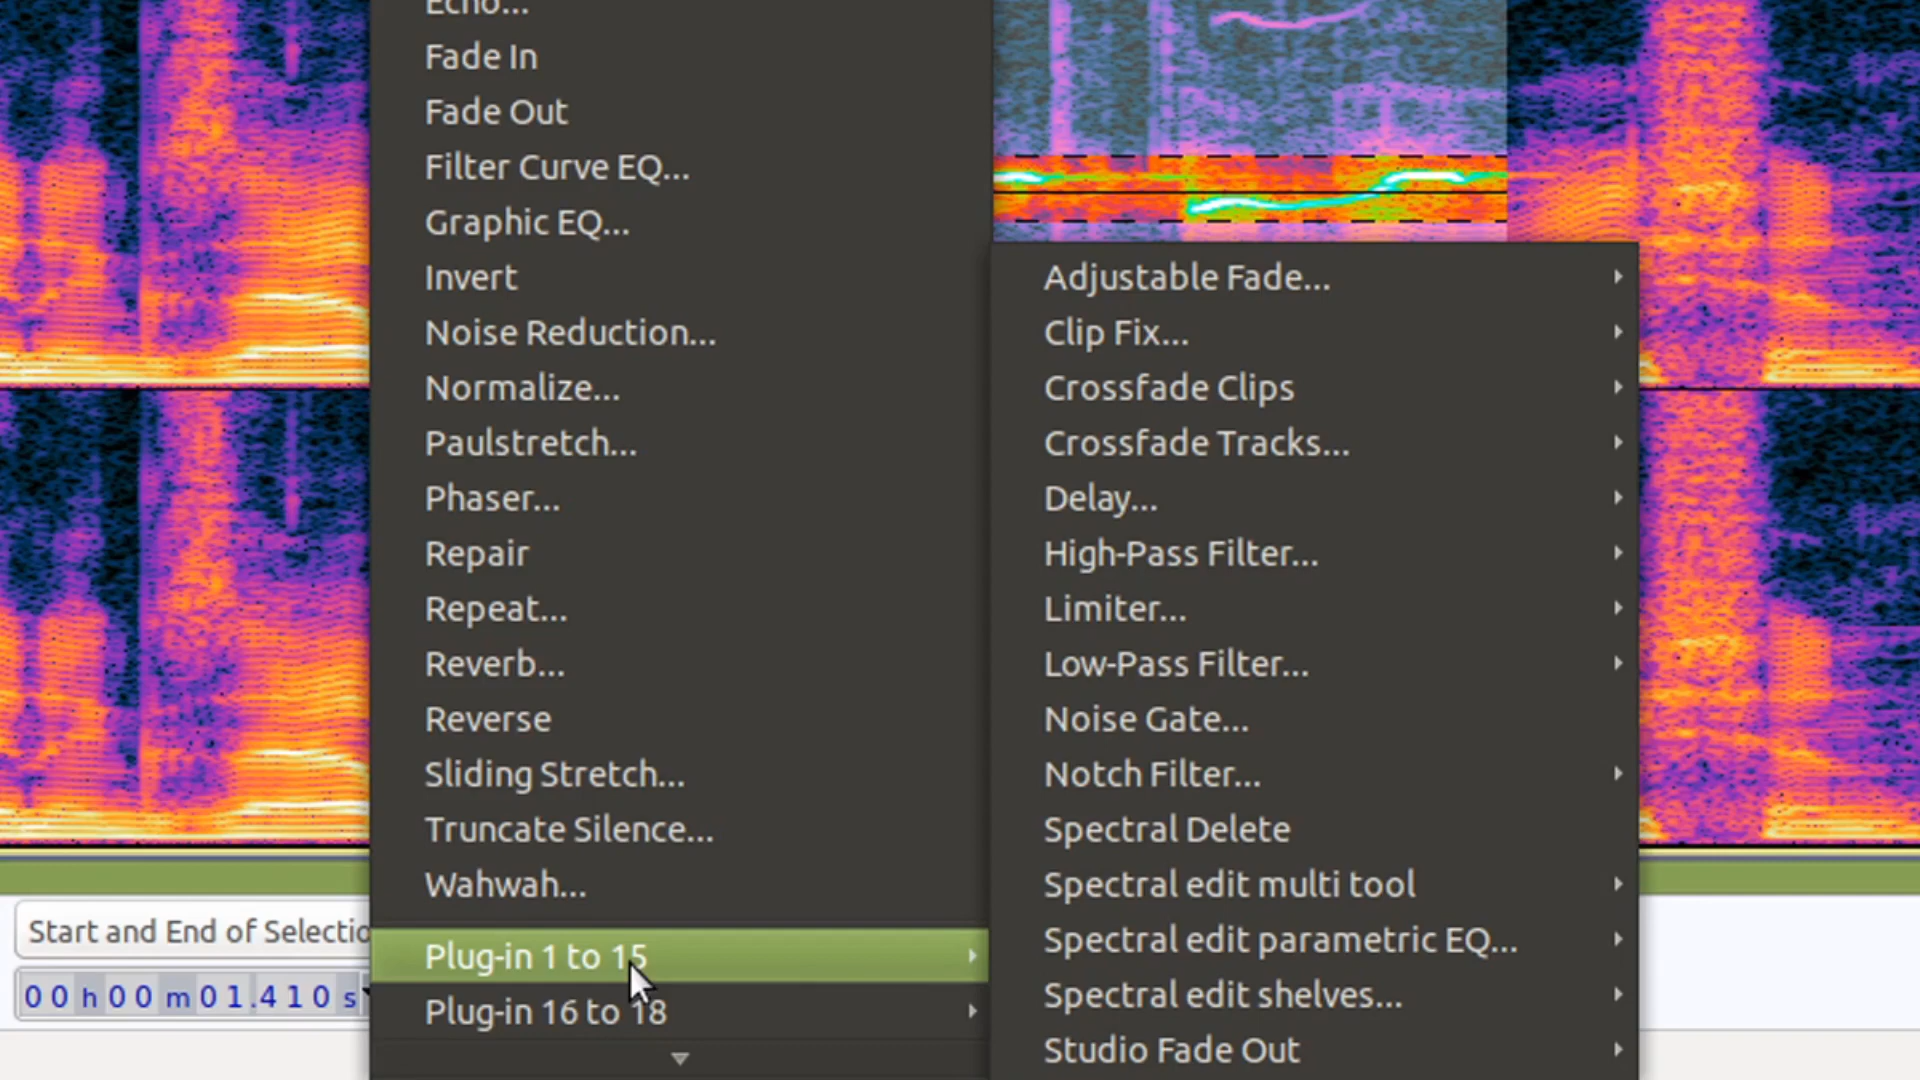 Echo...
Fade In
Fade Out
Filter Curve EQ...
Graphic EQ...
Invert
Noise Reduction...
Normalize...
Paulstretch...
Phaser...
Repair
Repeat...
Reverb...
Reverse
Sliding Stretch...
Truncate Silence...
Wahwah...
Plug-in 1 to 15
Plug-in 16 to 18
Adjustable Fade...
Clip Fix...
Crossfade Clips
Crossfade Tracks...
Delay...
High-Pass Filter...
Limiter...
Low-Pass Filter...
Noise Gate...
Notch Filter...
Spectral Delete
Spectral edit multi tool
Spectral edit parametric EQ...
Spectral edit shelves...
Studio Fade Out
Start and End of Selectio
00h00m01.410s